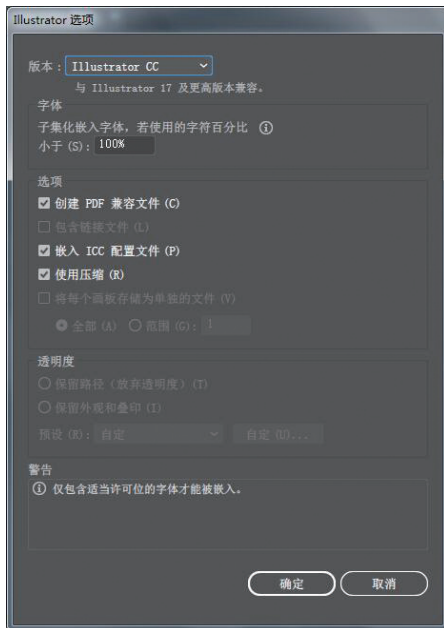 Illustrator 选项
版本：Illustrator CC
与 Illustrator 17 及更高版本兼容。
字体
子集化嵌入字体，若使用的字符百分比
小于 (S)：100%
选项
创建 PDF 兼容文件 (C)
包含链接文件 (L)
嵌入 ICC 配置文件 (P)
使用压缩 (R)
将每个画板存储为单独的文件 (V)
全部 (A) 范围 (G)：1
透明度
保留路径（放弃透明度）(T)
保留外观和叠印 (I)
预设 (R)：自定 自定 (U)...
警告
仅包含适当许可位的字体才能被嵌入。
确定 取消